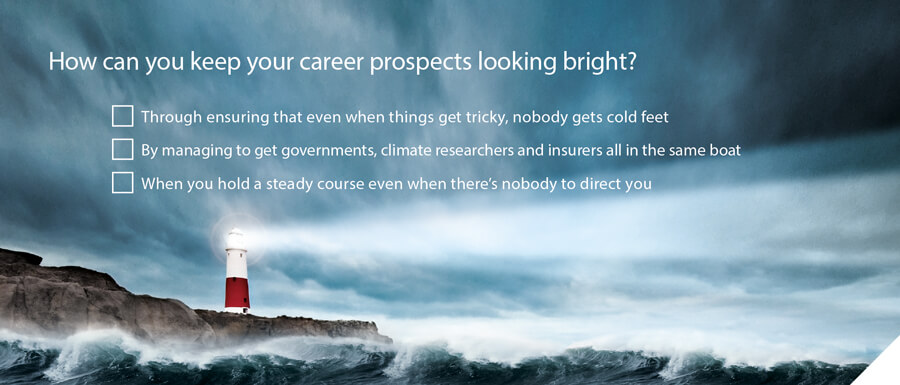 How can you keep your career prospects looking bright?
Through ensuring that even when things get tricky, nobody gets cold feet
By managing to get governments, climate researchers and insurers all in the same boat
When you hold a steady course even when there’s nobody to direct you